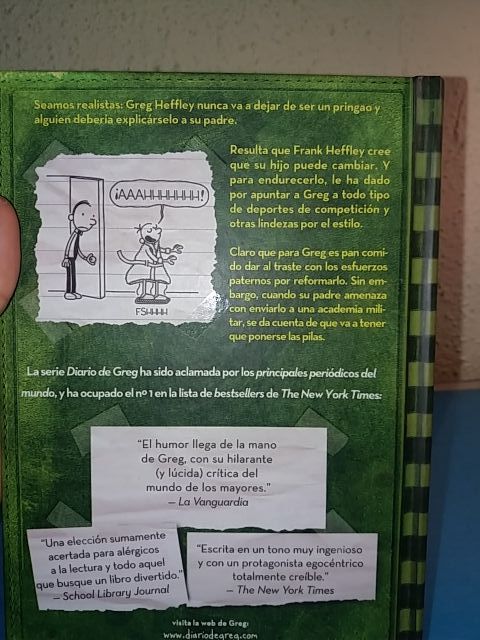 Seamos realistas: Greg Heffley nunca va a dejar de ser un pringao y
alguien debería explicárselo a su padre.
¡AAAHHHHHHH!
FSHHHH
Resulta que Frank Heffley cree
que su hijo puede cambiar. Y
para endurecerlo, le ha dado
por apuntar a Greg a todo tipo
de deportes de competición y
otras lindezas por el estilo.
Claro que para Greg es pan comi-
do dar al traste con los esfuerzos
paternos por reformarlo. Sin em-
bargo, cuando su padre amenaza
con enviarlo a una academia mili-
tar, se da cuenta de que va a tener
que ponerse las pilas.
La serie Diario de Greg ha sido aclamada por los principales periódicos del
mundo, y ha ocupado el nº 1 en la lista de bestsellers de The New York Times:
"El humor llega de la mano
de Greg, con su hilarante
(y lúcida) crítica del
mundo de los mayores."
— La Vanguardia
"Una elección sumamente
acertada para alérgicos
a la lectura y todo aquel
que busque un libro divertido."
— School Library Journal
"Escrita en un tono muy ingenioso
y con un protagonista egocéntrico
totalmente creíble."
— The New York Times
visita la web de Greg:
www.diariodegreg.com